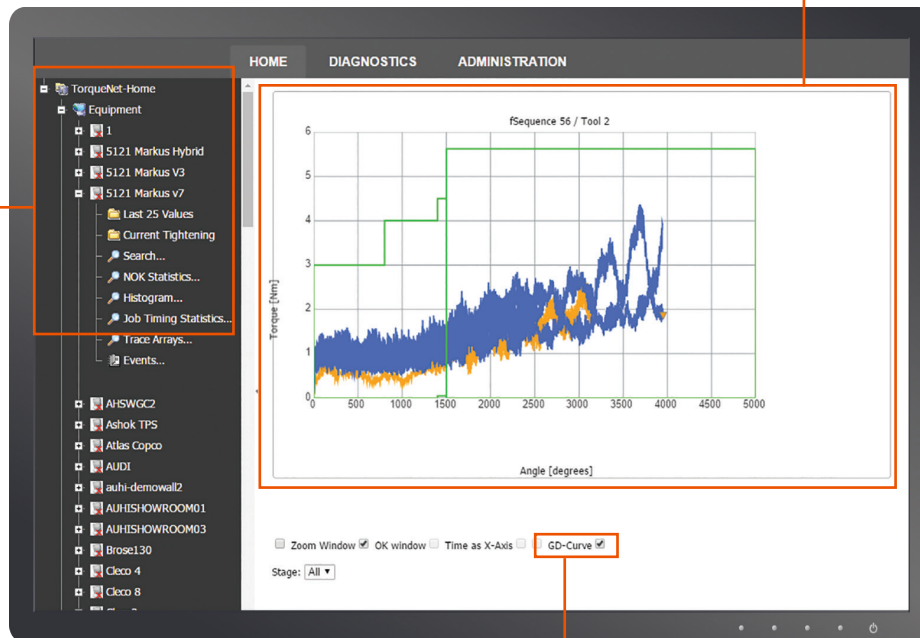 HOME DIAGNOSTICS ADMINISTRATION
TorqueNet-Home
Equipment
1
5121 Markus Hybrid
5121 Markus V3
5121 Markus v7
Last 25 Values
Current Tightening
Search...
NOK Statistics...
Histogram...
Job Timing Statistics...
Trace Arrays...
Events...
AHSWGC2
Ashok TPS
Atlas Copco
AUDI
auhi-demowall2
AUHISHOWROOM01
AUHISHOWROOM03
Brose130
Cleco 4
Cleco 8
fSequence 56 / Tool 2
Torque [Nm]
6
5
4
3
2
1
0
0 500 1000 1500 2000 2500 3000 3500 4000 4500 5000
Angle [degrees]
Zoom Window OK window Time as X-Axis GD-Curve
Stage: All